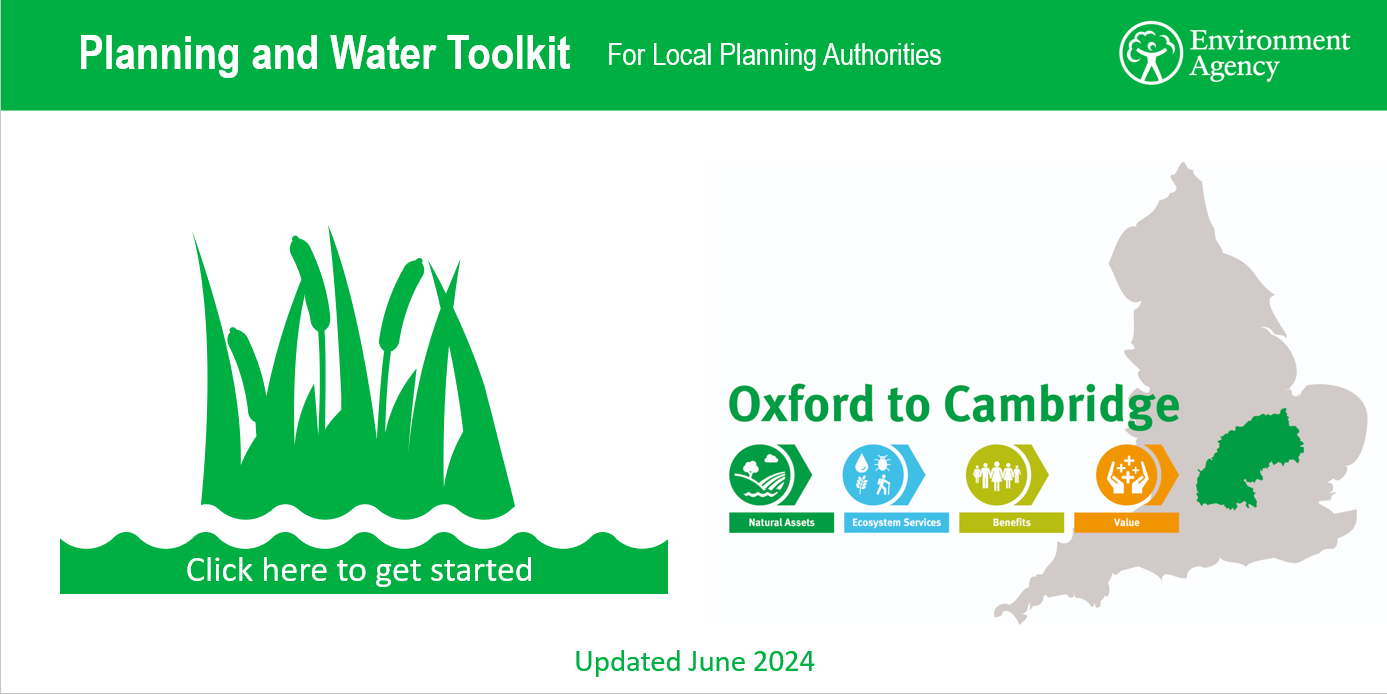 Planning and Water Toolkit For Local Planning Authorities
Environment
Agency
Oxford to Cambridge
Natural Assets Ecosystem Services Benefits Value
Click here to get started
Updated June 2024